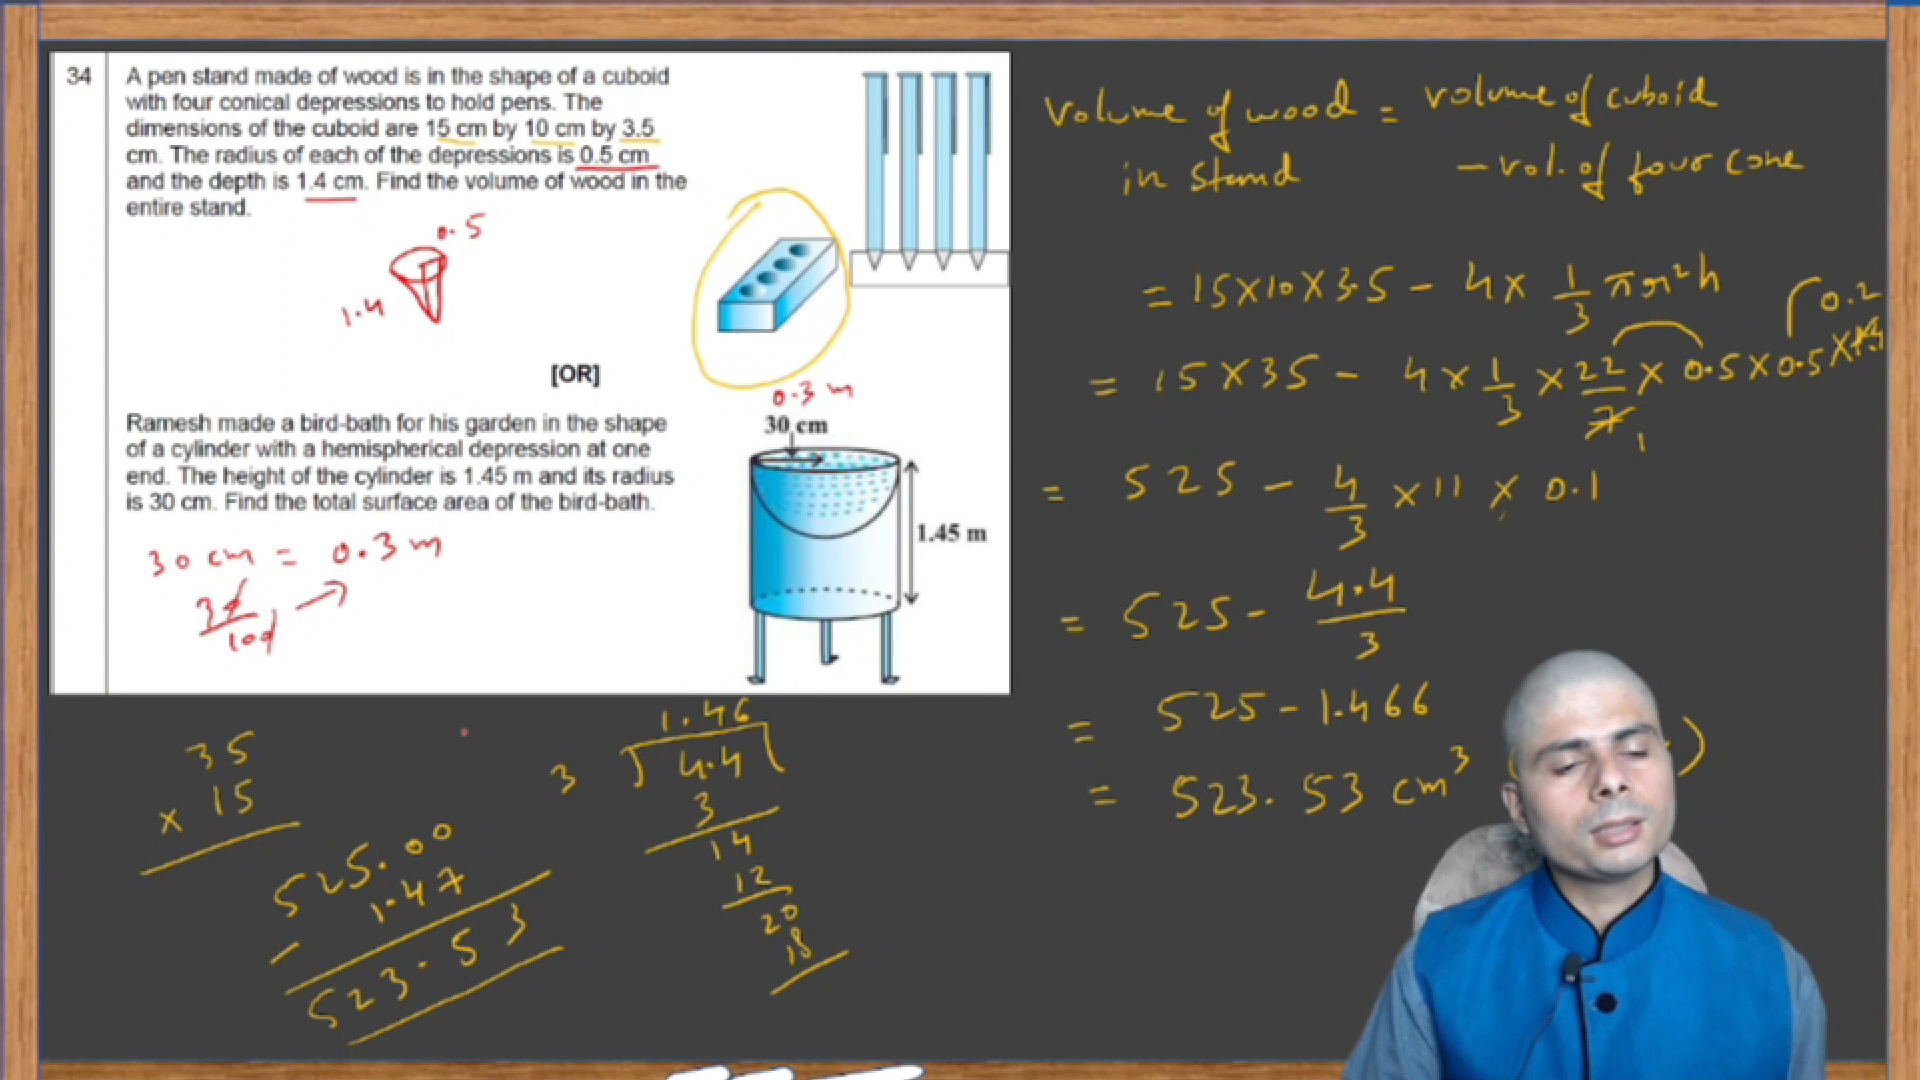 34
A pen stand made of wood is in the shape of a cuboid
with four conical depressions to hold pens. The
dimensions of the cuboid are 15 cm by 10 cm by 3.5
cm. The radius of each of the depressions is 0.5 cm
and the depth is 1.4 cm. Find the volume of wood in the
entire stand.
0.5
1.4
[OR]
0.3 m
30 cm
Ramesh made a bird-bath for his garden in the shape
of a cylinder with a hemispherical depression at one
end. The height of the cylinder is 1.45 m and its radius
is 30 cm. Find the total surface area of the bird-bath.
1.45 m
30 cm = 0.3 m
30/100
35
× 15
525.00
- 1.47
523.53
1.46
3 4.4
3
14
12
20
18
Volume of wood = volume of cuboid
in stand - vol. of four cone
= 15×10×3.5 - 4× 1/3 πr²h
0.2
= 15×35 - 4× 1/3 × 22/7 × 0.5×0.5×
1
= 525 - 4/3 ×11 × 0.1
= 525 - 4.4/3
= 525-1.466
= 523.53 cm³